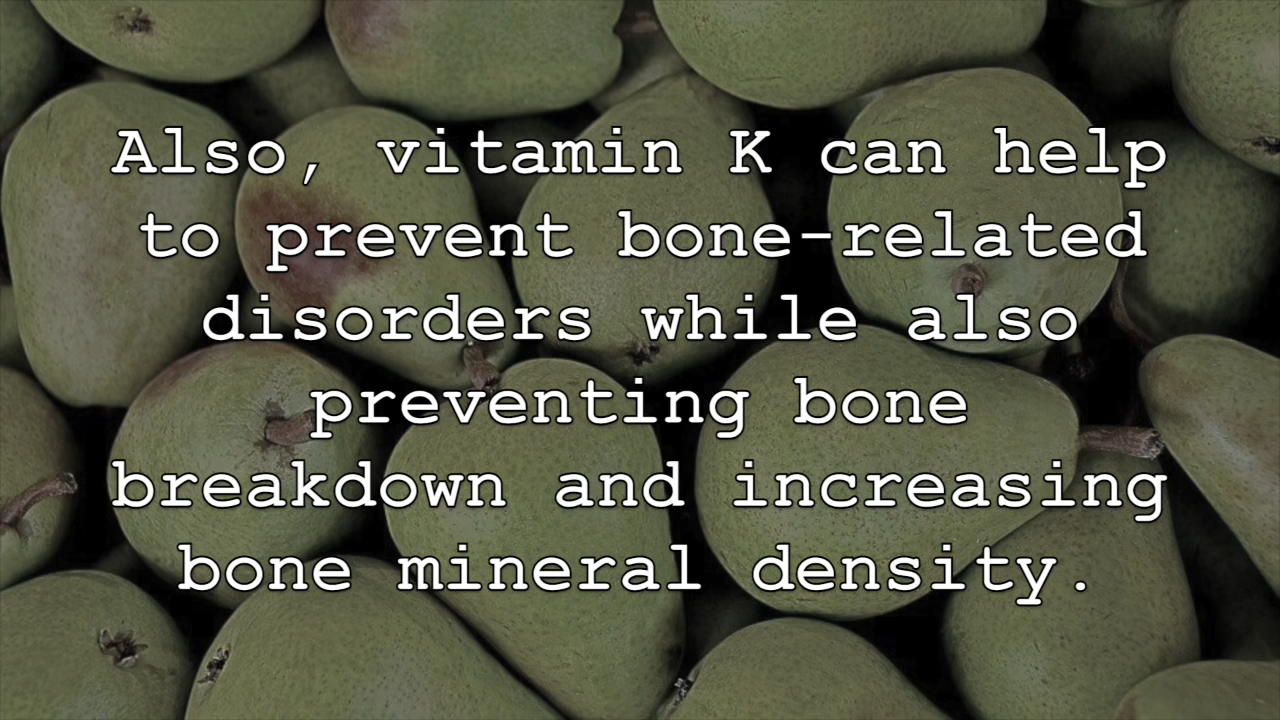 Also, vitamin K can help
to prevent bone-related
disorders while also
preventing bone
breakdown and increasing
bone mineral density.